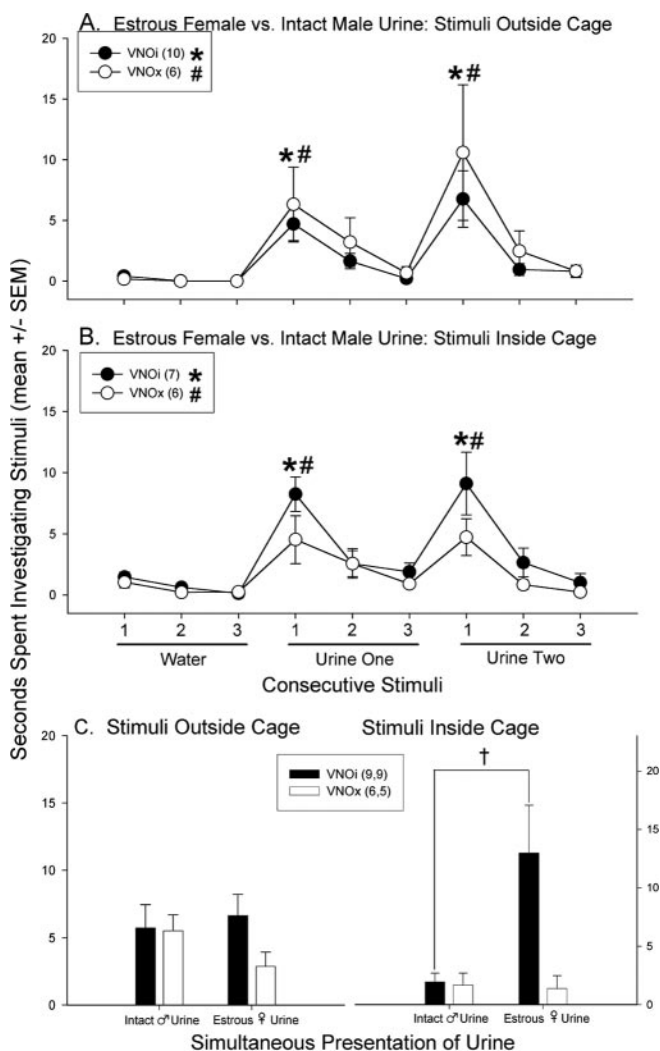 A. Estrous Female vs. Intact Male Urine: Stimuli Outside Cage
20
15
10
5
0
VNOi (10) *
VNOx (6) #
*#
*#
B. Estrous Female vs. Intact Male Urine: Stimuli Inside Cage
20
15
10
5
0
VNOi (7) *
VNOx (6) #
*#
*#
1 2 3 1 2 3 1 2 3
Water Urine One Urine Two
Consecutive Stimuli
Seconds Spent Investigating Stimuli (mean +/- SEM)
C. Stimuli Outside Cage Stimuli Inside Cage
20
15
10
5
0
VNOi (9,9)
VNOx (6,5)
†
20
15
10
5
0
Intact ♂ Urine Estrous ♀ Urine Intact ♂ Urine Estrous ♀ Urine
Simultaneous Presentation of Urine